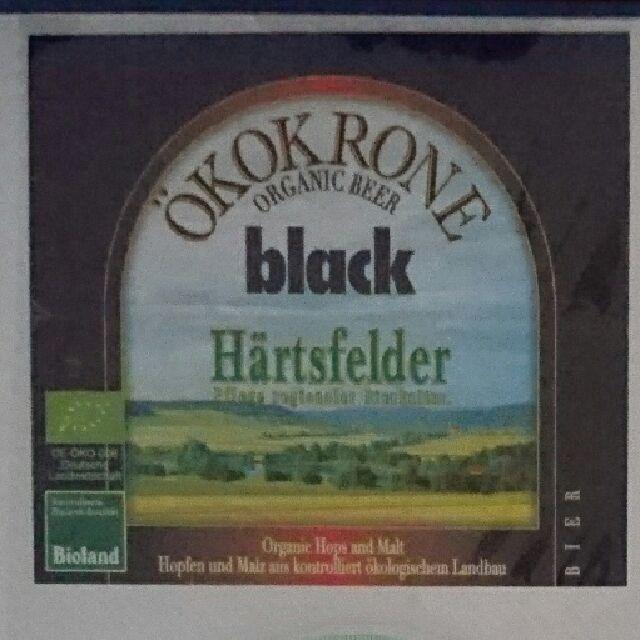 ÖKOKRONE
ORGANIC BEER
black
Härtsfelder
Bioland
Organic Hops and Malt
Hopfen und Malz aus kontrolliert ökologischem Landbau
BIER